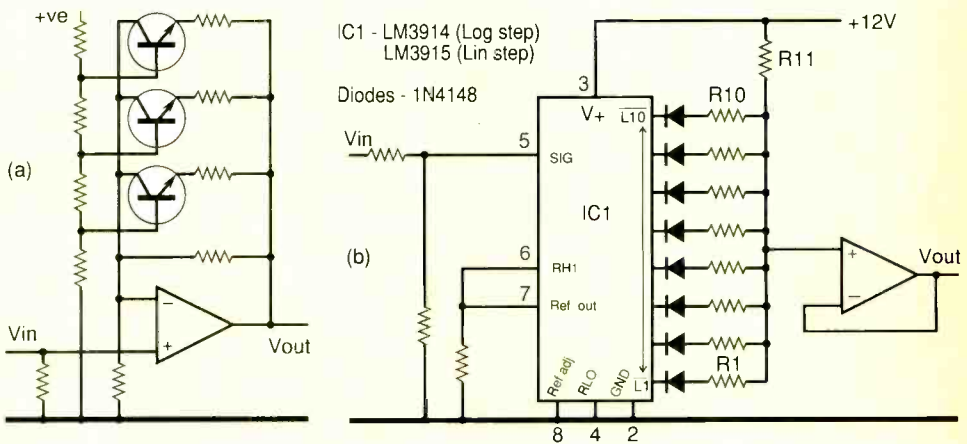 +ve
(a)
Vin
Vout
IC1 - LM3914 (Log step)
LM3915 (Lin step)
Diodes - 1N4148
+12V
R11
3
V+
L10
R10
Vin
5
SIG
IC1
(b)
6
RH1
7
Ref out
Vout
R1
L1
Ref adj
RLO
GND
8
4
2
+
−
−
+